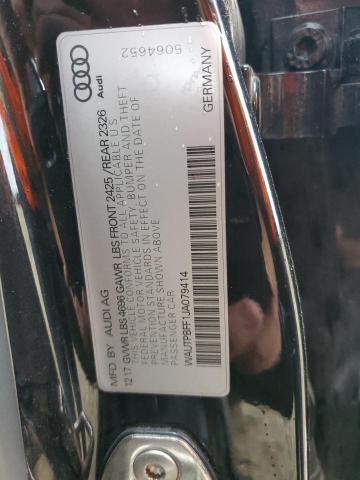 MFD. BY AUDI AG
12.17 GVWR LBS 4696 GAWR LBS FRONT 2425/REAR 2326
THIS VEHICLE CONFORMS TO ALL APPLICABLE U.S.
FEDERAL MOTOR VEHICLE SAFETY, BUMPER AND THEFT
PREVENTION STANDARDS IN EFFECT ON THE DATE OF
MANUFACTURE SHOWN ABOVE
PASSENGER CAR
WAUTPBFF1JA079414
GERMANY
Audi
5064652